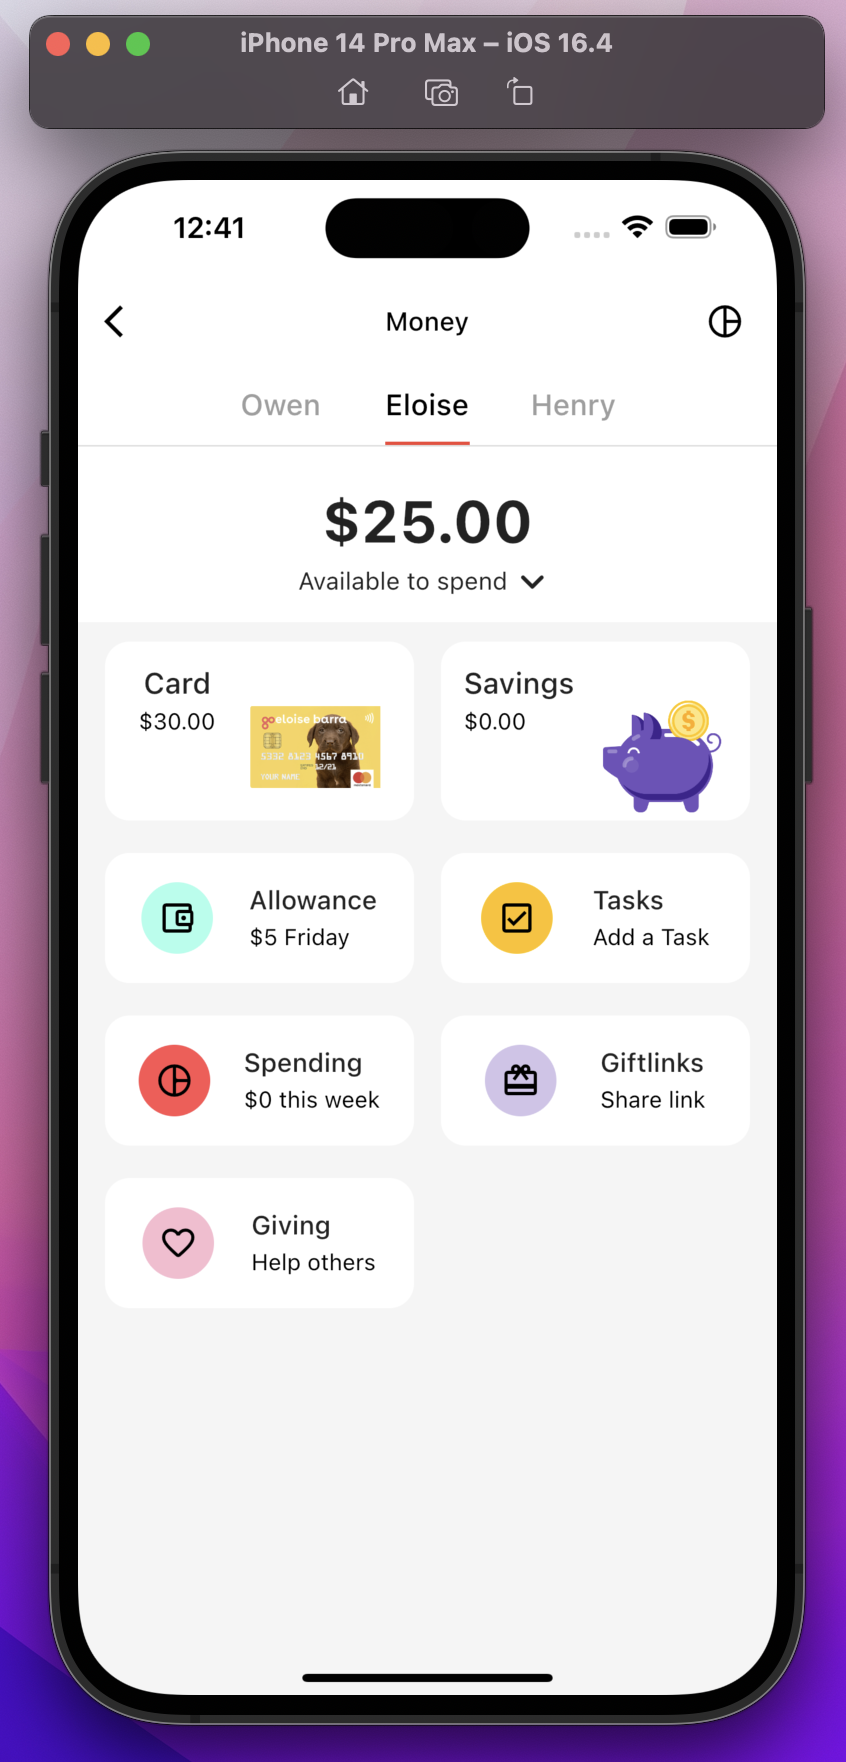 iPhone 14 Pro Max – iOS 16.4
12:41
Money
Owen Eloise Henry
$25.00
Available to spend
Card
$30.00
go eloise barra
5332 8123 4567 8910
12/21
YOUR NAME
Savings
$0.00
$
Allowance
$5 Friday
Tasks
Add a Task
Spending
$0 this week
Giftlinks
Share link
Giving
Help others